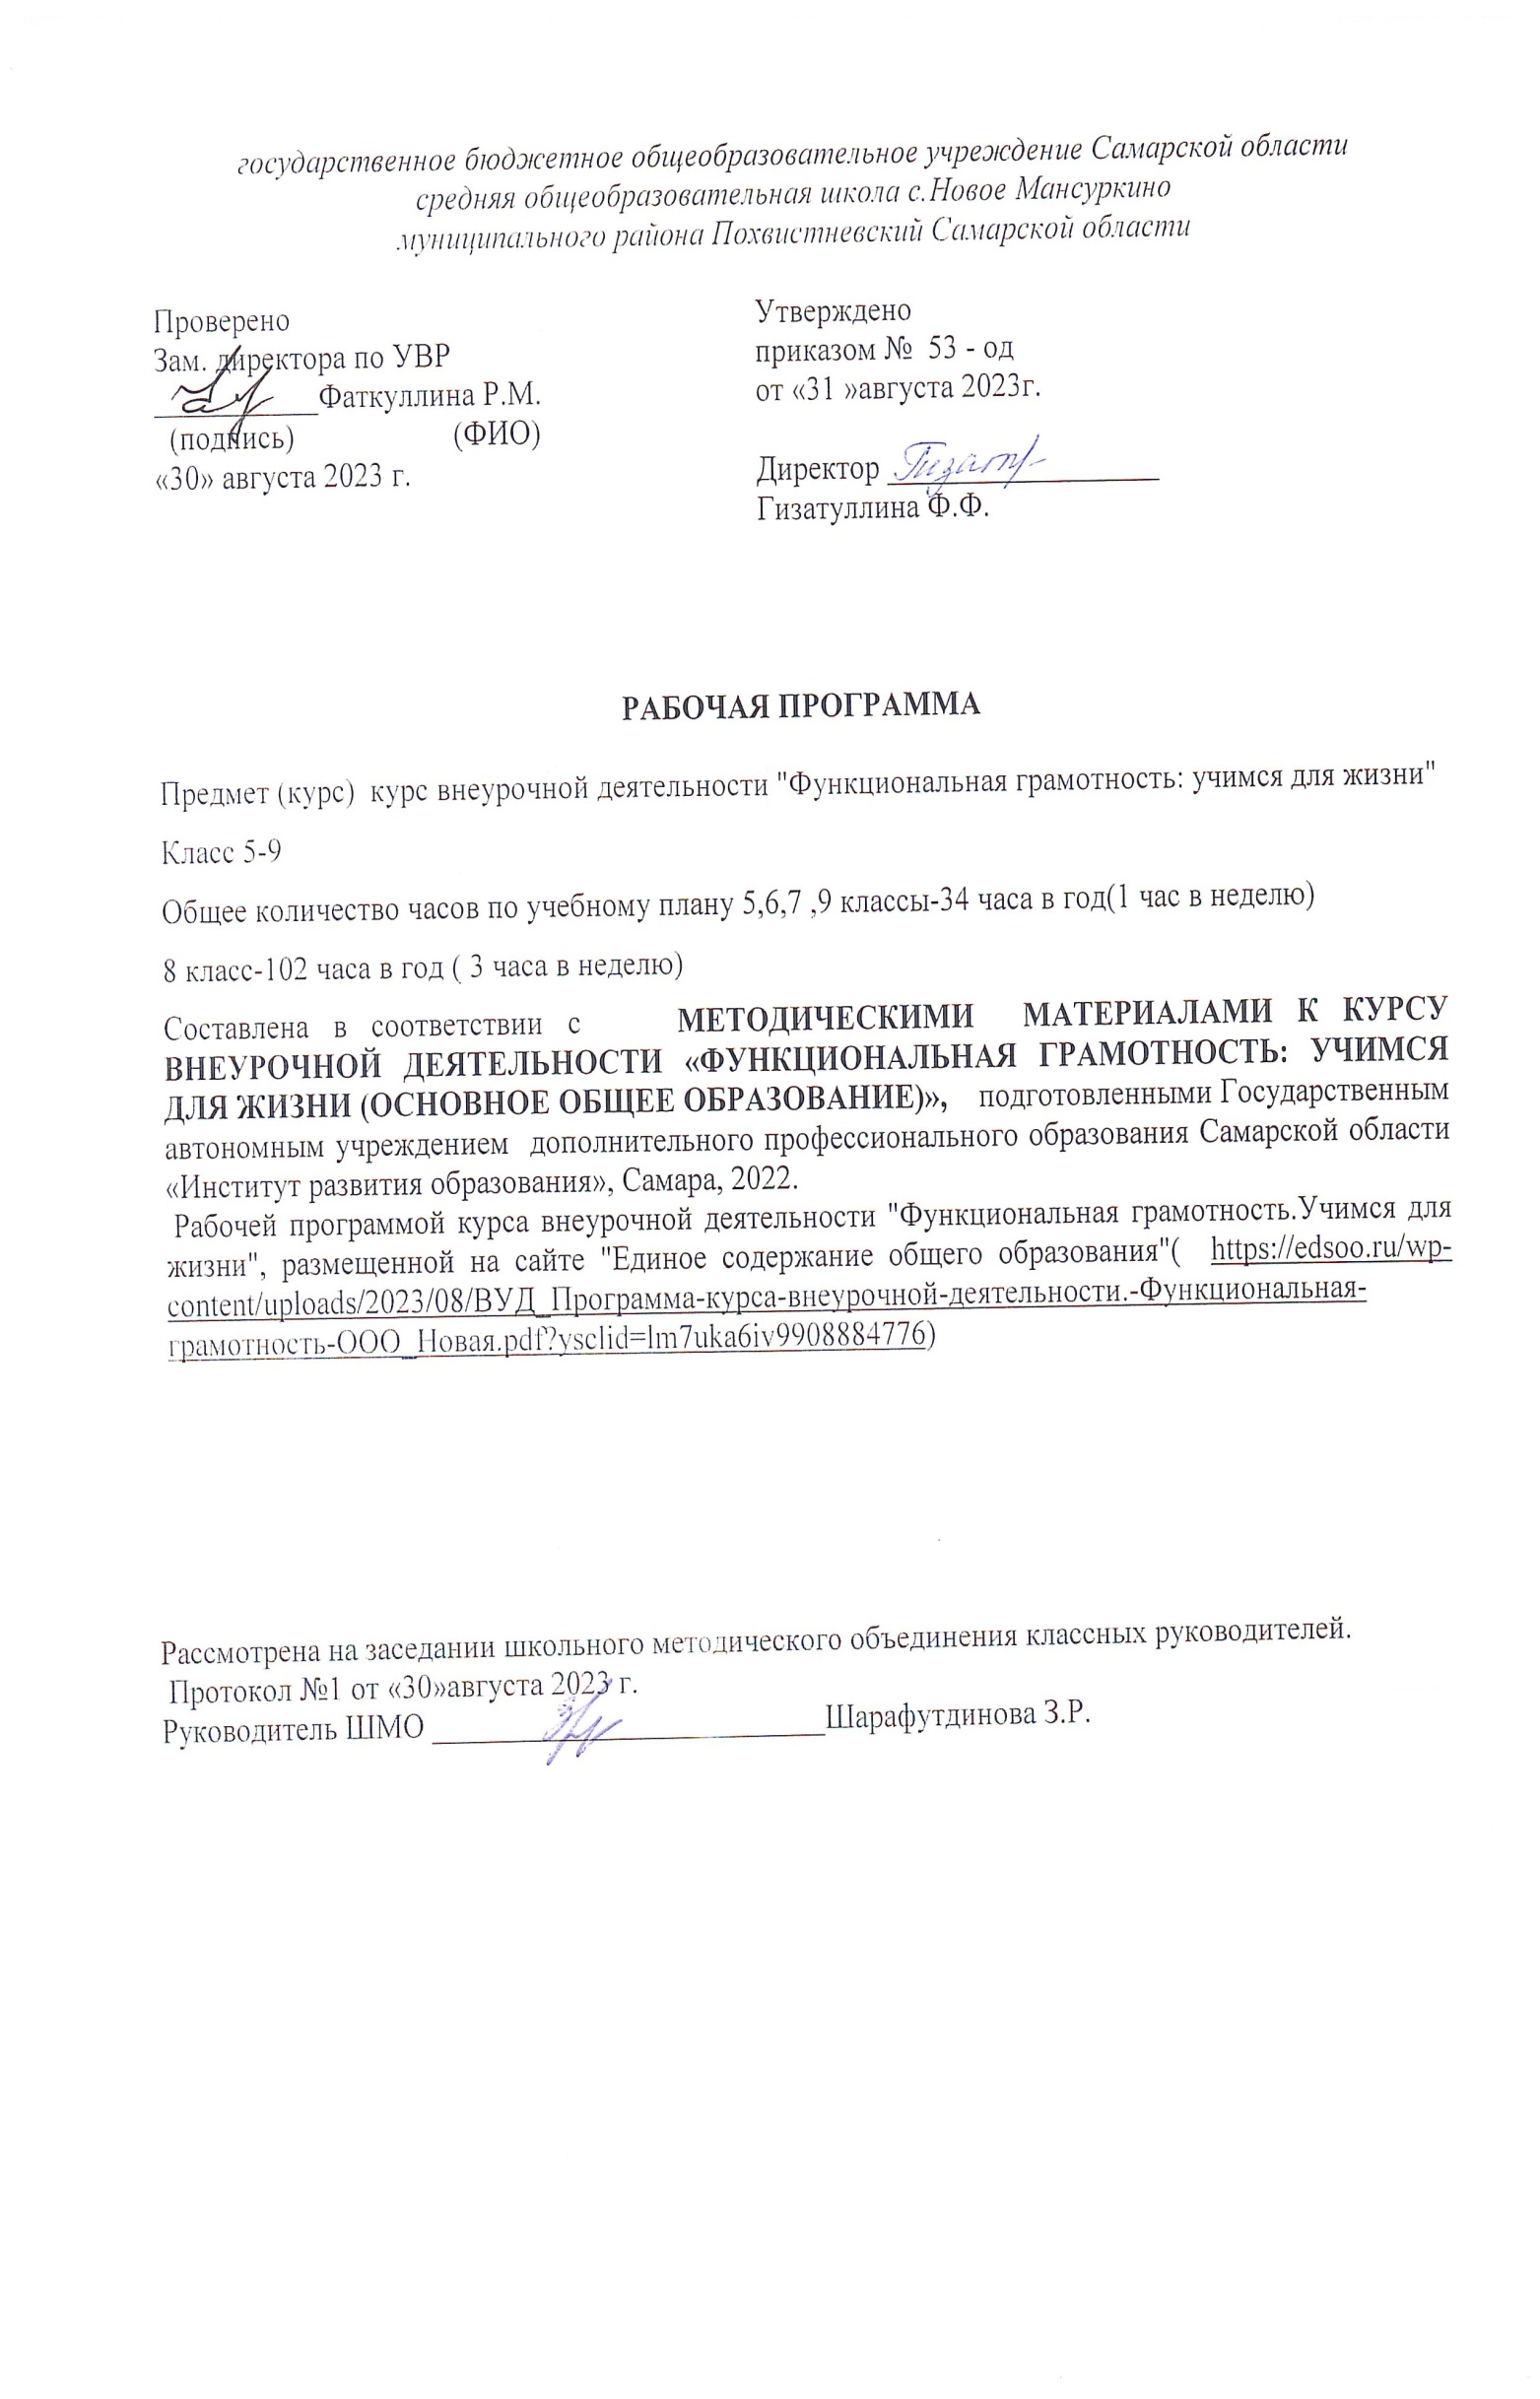 государственное бюджетное общеобразовательное учреждение Самарской области
средняя общеобразовательная школа с.Новое Мансуркино
муниципального района Похвистневский Самарской области
Проверено
Зам. директора по УВР
____________Фаткуллина Р.М.
(подпись) (ФИО)
«30» августа 2023 г.
Утверждено
приказом № 53 - од
от «31 »августа 2023г.
Директор ____________________
Гизатуллина Ф.Ф.
РАБОЧАЯ ПРОГРАММА
Предмет (курс) курс внеурочной деятельности "Функциональная грамотность: учимся для жизни"
Класс 5-9
Общее количество часов по учебному плану 5,6,7 ,9 классы-34 часа в год(1 час в неделю)
8 класс-102 часа в год ( 3 часа в неделю)
Составлена в соответствии с МЕТОДИЧЕСКИМИ МАТЕРИАЛАМИ К КУРСУ
ВНЕУРОЧНОЙ ДЕЯТЕЛЬНОСТИ «ФУНКЦИОНАЛЬНАЯ ГРАМОТНОСТЬ: УЧИМСЯ
ДЛЯ ЖИЗНИ (ОСНОВНОЕ ОБЩЕЕ ОБРАЗОВАНИЕ)», подготовленными Государственным
автономным учреждением дополнительного профессионального образования Самарской области
«Институт развития образования», Самара, 2022.
Рабочей программой курса внеурочной деятельности "Функциональная грамотность.Учимся для
жизни", размещенной на сайте "Единое содержание общего образования"( https://edsoo.ru/wp-
content/uploads/2023/08/ВУД_Программа-курса-внеурочной-деятельности.-Функциональная-
грамотность-ООО_Новая.pdf?ysclid=lm7uka6iv9908884776)
Рассмотрена на заседании школьного методического объединения классных руководителей.
Протокол №1 от «30»августа 2023 г.
Руководитель ШМО _____________________________Шарафутдинова З.Р.